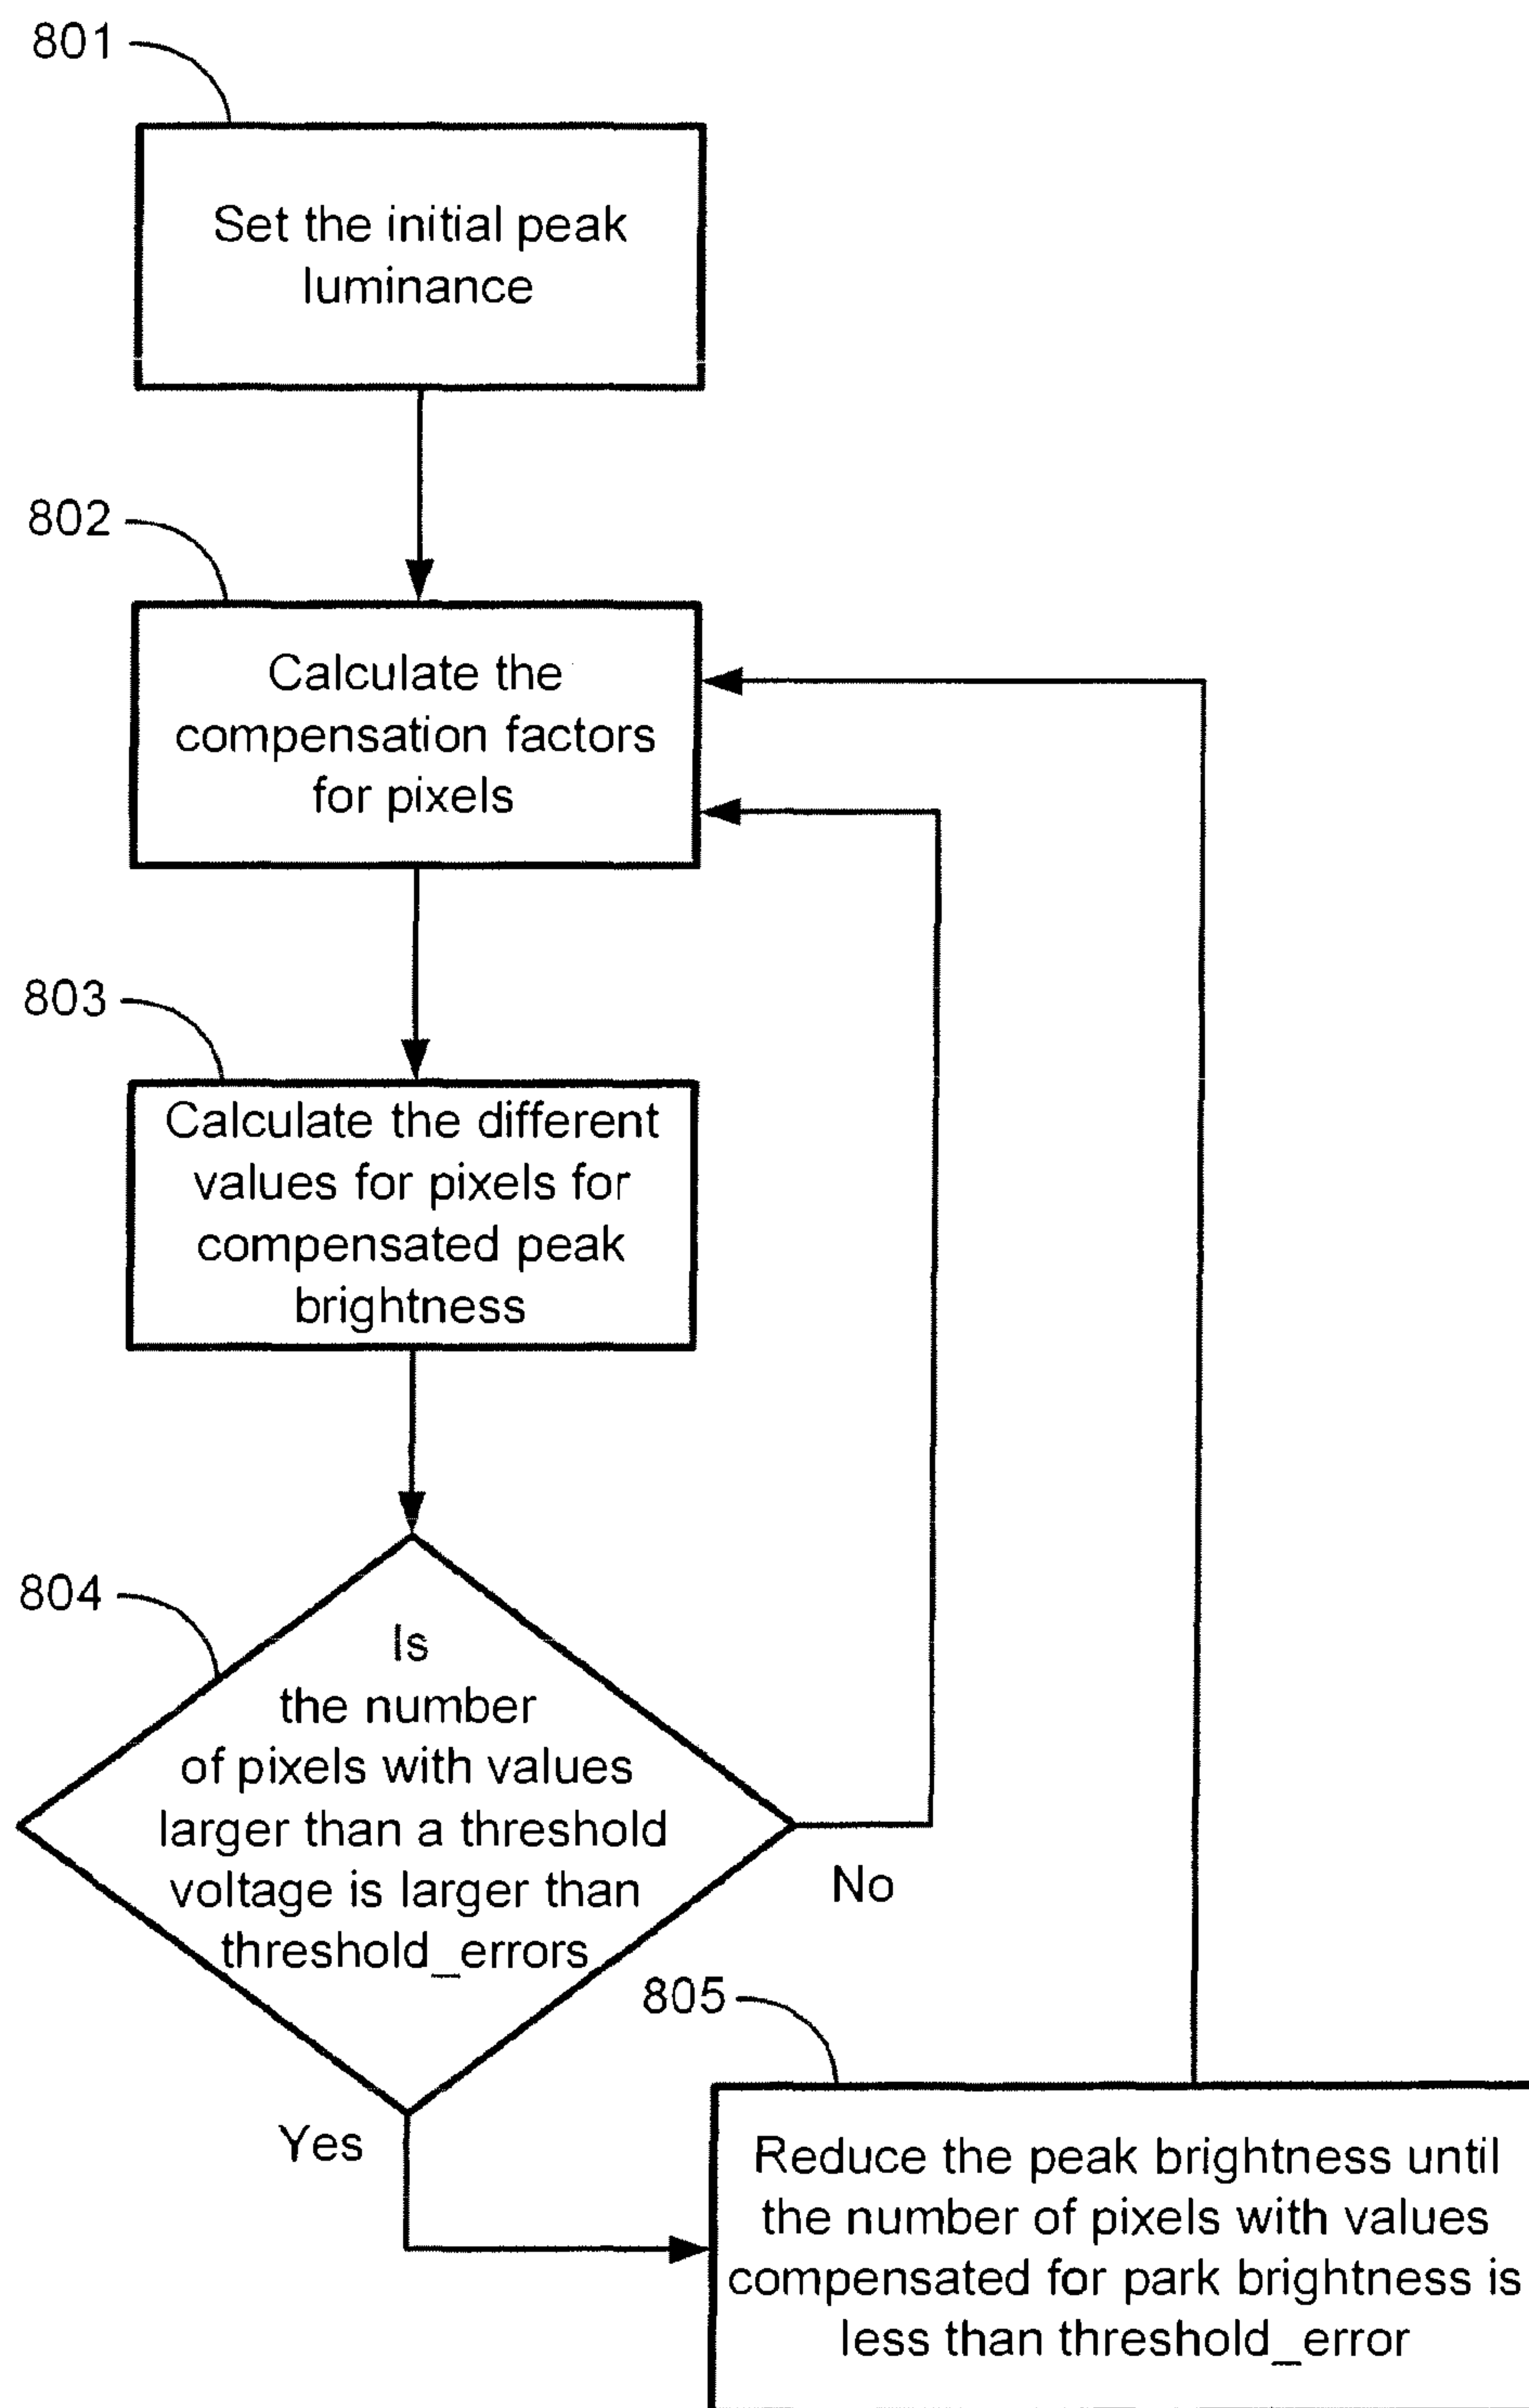 801
Set the initial peak
luminance
802
Calculate the
compensation factors
for pixels
803
Calculate the different
values for pixels for
compensated peak
brightness
804
Is
the number
of pixels with values
larger than a threshold
voltage is larger than
threshold_errors
No
Yes
805
Reduce the peak brightness until
the number of pixels with values
compensated for park brightness is
less than threshold_error